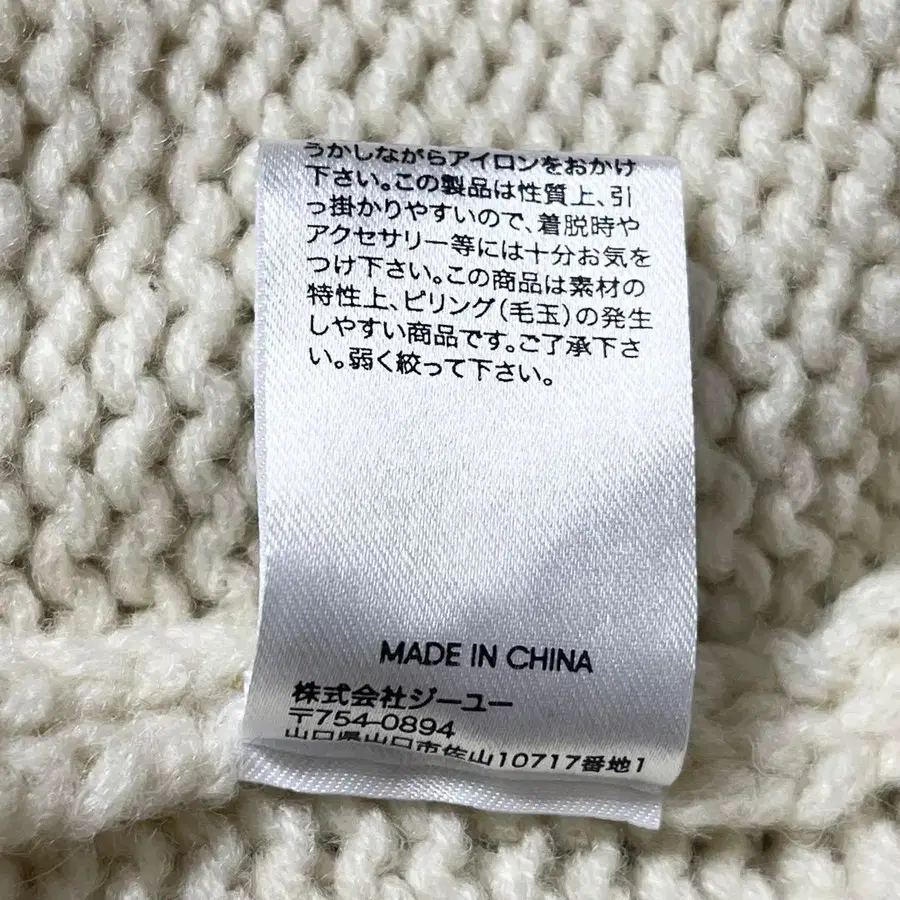 うかしながらアイロンをおかけ
下さい。この製品は性質上、引
っ掛かりやすいので、着脱時や
アクセサリー等には十分お気を
つけ下さい。この商品は素材の
特性上、ピリング(毛玉)の発生
しやすい商品です。ご了承下さ
い。弱く絞って下さい。
MADE IN CHINA
株式会社ジーユー
〒754-0894
山口県山口市佐山10717番地1